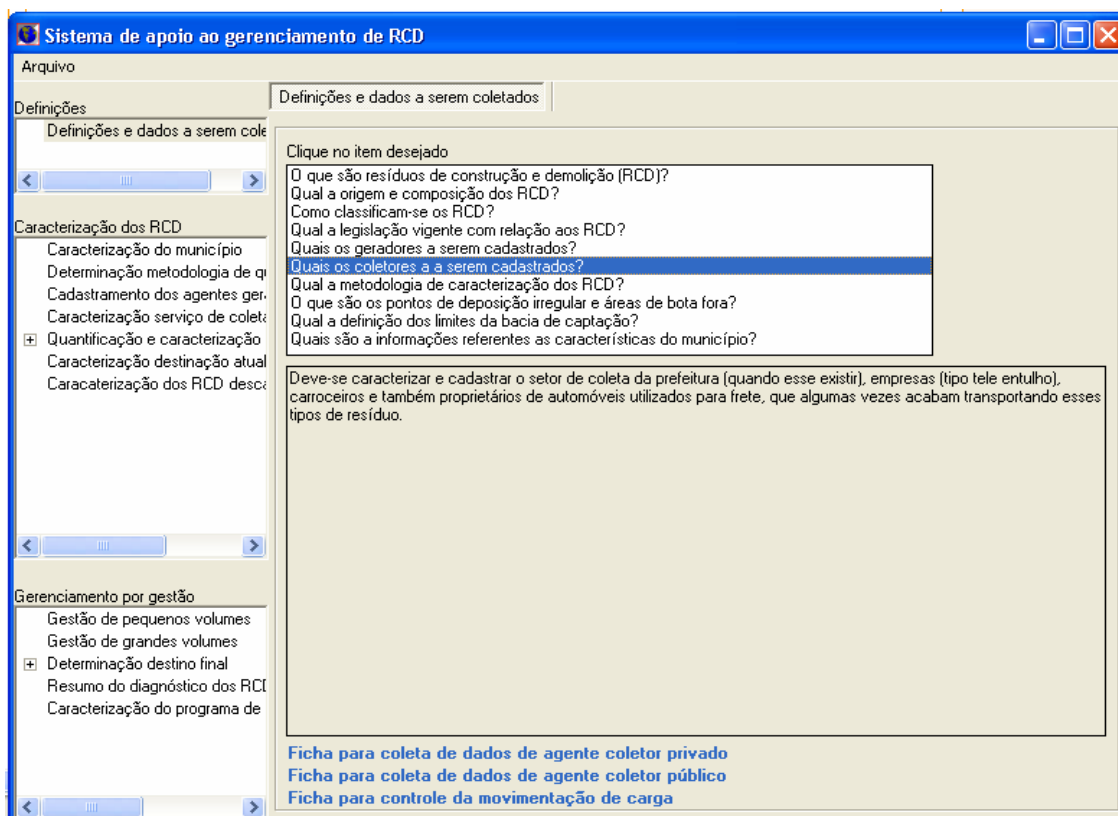 Sistema de apoio ao gerenciamento de RCD
Arquivo
Definições
Definições e dados a serem cole
Caracterização dos RCD
Caracterização do município
Determinação metodologia de qu
Cadastramento dos agentes ger
Caracterização serviço de coleta
Quantificação e caracterização
Caracterização destinação atual
Caracaterização dos RCD desca
Gerenciamento por gestão
Gestão de pequenos volumes
Gestão de grandes volumes
Determinação destino final
Resumo do diagnóstico dos RCD
Caracterização do programa de
Definições e dados a serem coletados
Clique no item desejado
O que são resíduos de construção e demolição (RCD)?
Qual a origem e composição dos RCD?
Como classificam-se os RCD?
Qual a legislação vigente com relação aos RCD?
Quais os geradores a serem cadastrados?
Quais os coletores a a serem cadastrados?
Qual a metodologia de caracterização dos RCD?
O que são os pontos de deposição irregular e áreas de bota fora?
Qual a definição dos limites da bacia de captação?
Quais são a informações referentes as características do município?
Deve-se caracterizar e cadastrar o setor de coleta da prefeitura (quando esse existir), empresas (tipo tele entulho),
carroceiros e também proprietários de automóveis utilizados para frete, que algumas vezes acabam transportando esses
tipos de resíduo.
Ficha para coleta de dados de agente coletor privado
Ficha para coleta de dados de agente coletor público
Ficha para controle da movimentação de carga